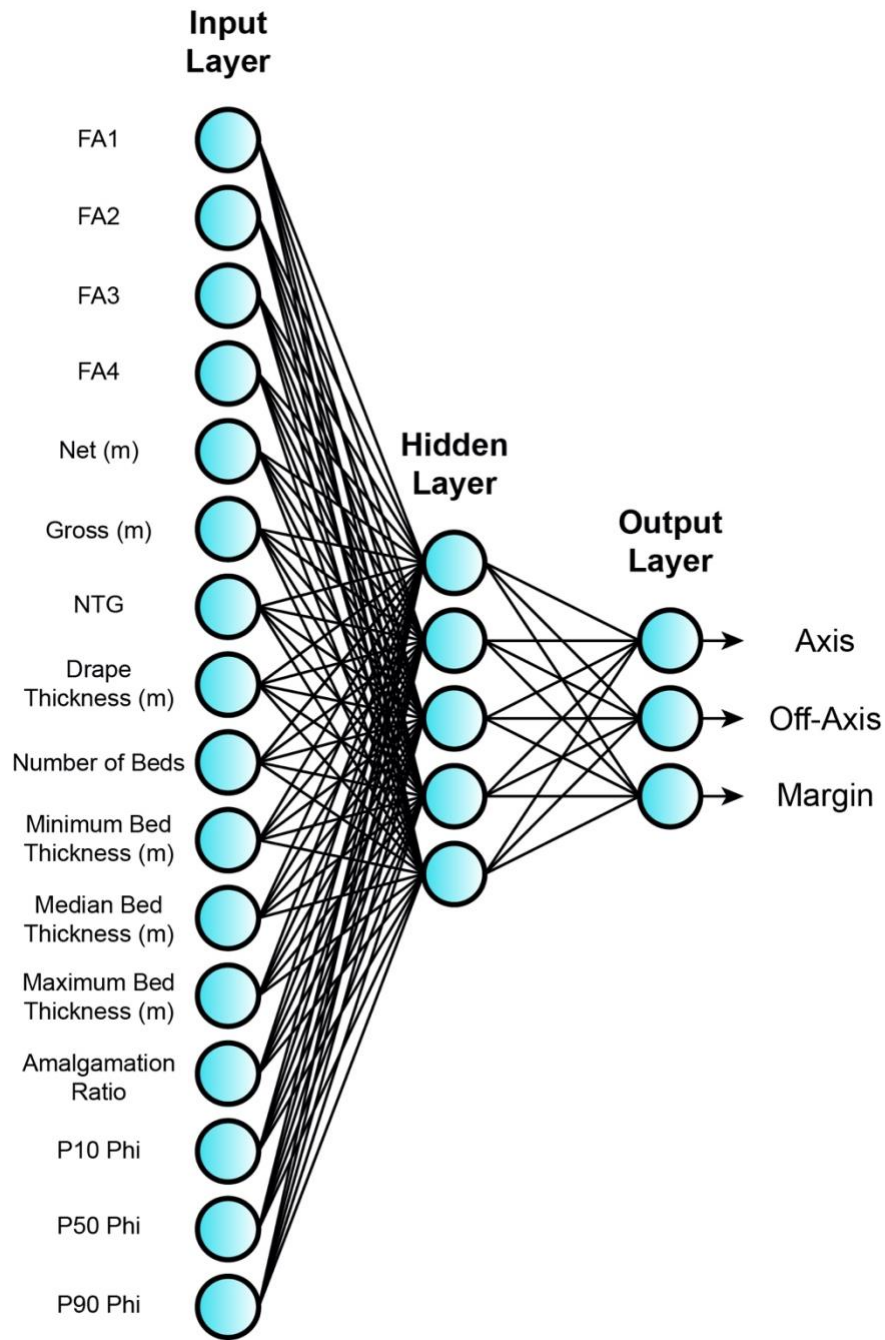 Input
Layer
FA1
FA2
FA3
FA4
Net (m)
Gross (m)
NTG
Drape
Thickness (m)
Number of Beds
Minimum Bed
Thickness (m)
Median Bed
Thickness (m)
Maximum Bed
Thickness (m)
Amalgamation
Ratio
P10 Phi
P50 Phi
P90 Phi
Hidden
Layer
Output
Layer
Axis
Off-Axis
Margin